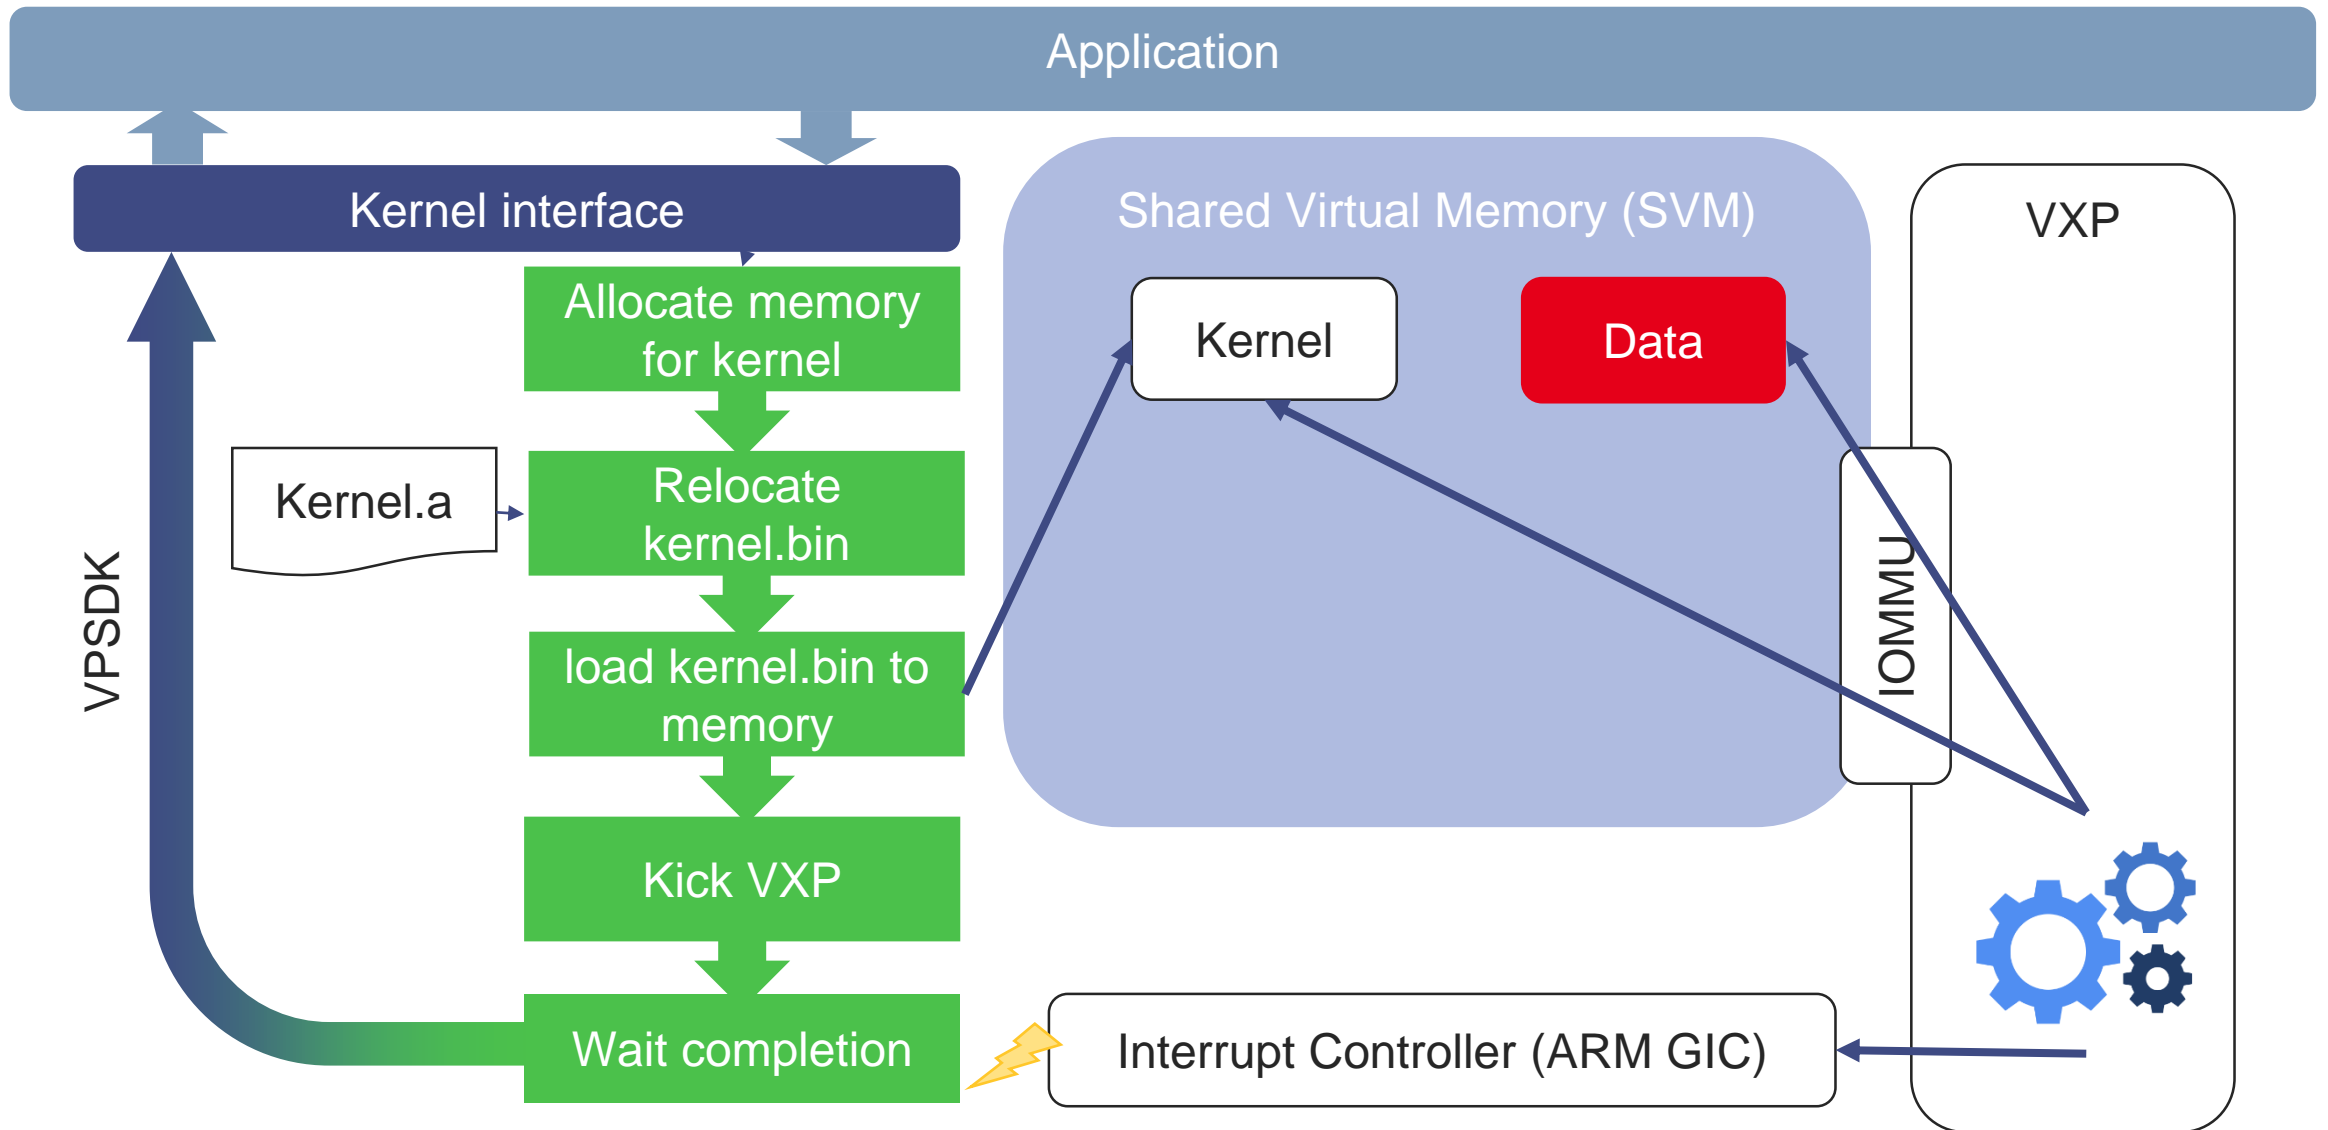 Application
Kernel interface
Shared Virtual Memory (SVM)
VXP
Allocate memory
for kernel
Kernel
Data
Kernel.a
Relocate
kernel.bin
VPSDK
IOMMU
load kernel.bin to
memory
Kick VXP
Wait completion
Interrupt Controller (ARM GIC)